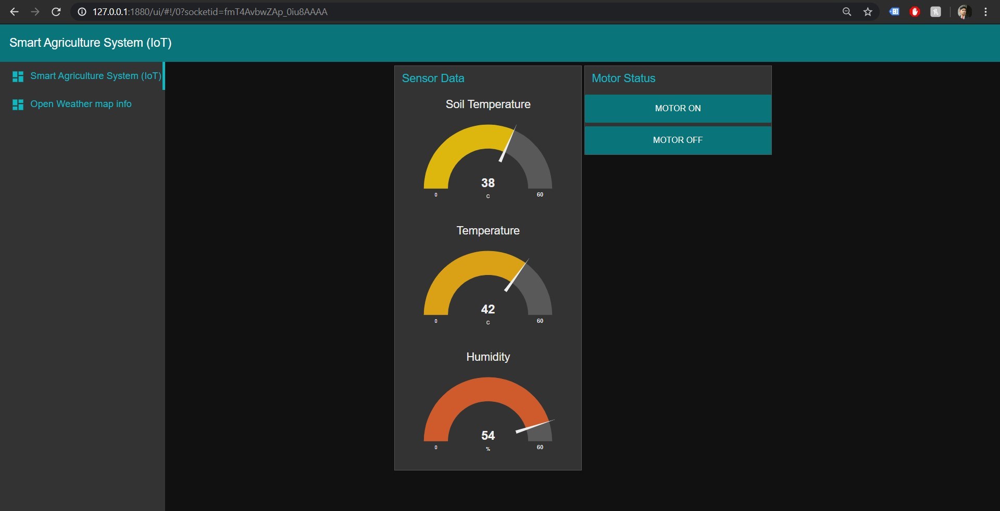 127.0.0.1:1880/ui/#!/0?socketid=fmT4AvbwZAp_0iu8AAAA
Smart Agriculture System (IoT)
Smart Agriculture System (IoT)
Open Weather map info
Sensor Data
Soil Temperature
38
C
0
60
Temperature
42
C
0
60
Humidity
54
%
0
60
Motor Status
MOTOR ON
MOTOR OFF